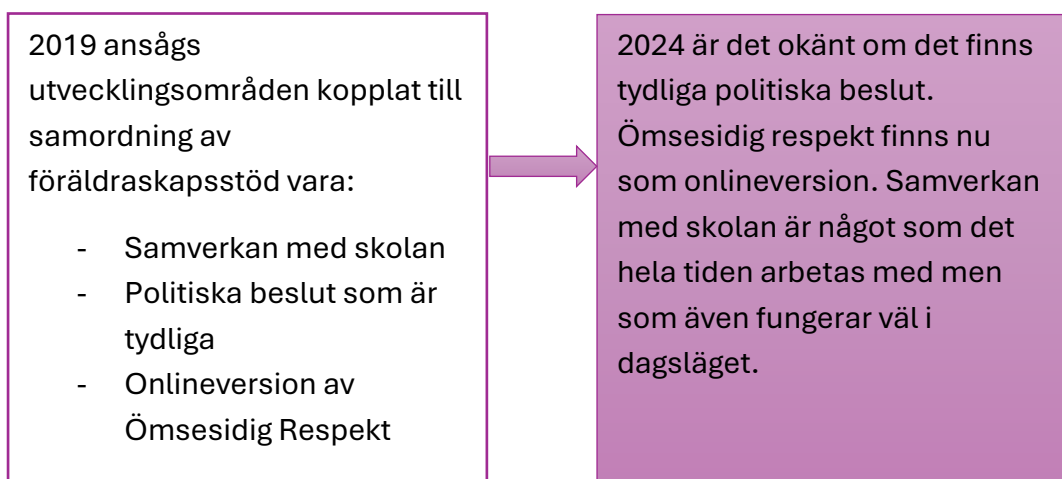 2019 ansågs
utvecklingsområden kopplat till
samordning av
föräldraskapsstöd vara:
- Samverkan med skolan
- Politiska beslut som är
tydliga
- Onlineversion av
Ömsesidig Respekt
2024 är det okänt om det finns
tydliga politiska beslut.
Ömsesidig respekt finns nu
som onlineversion. Samverkan
med skolan är något som det
hela tiden arbetas med men
som även fungerar väl i
dagsläget.